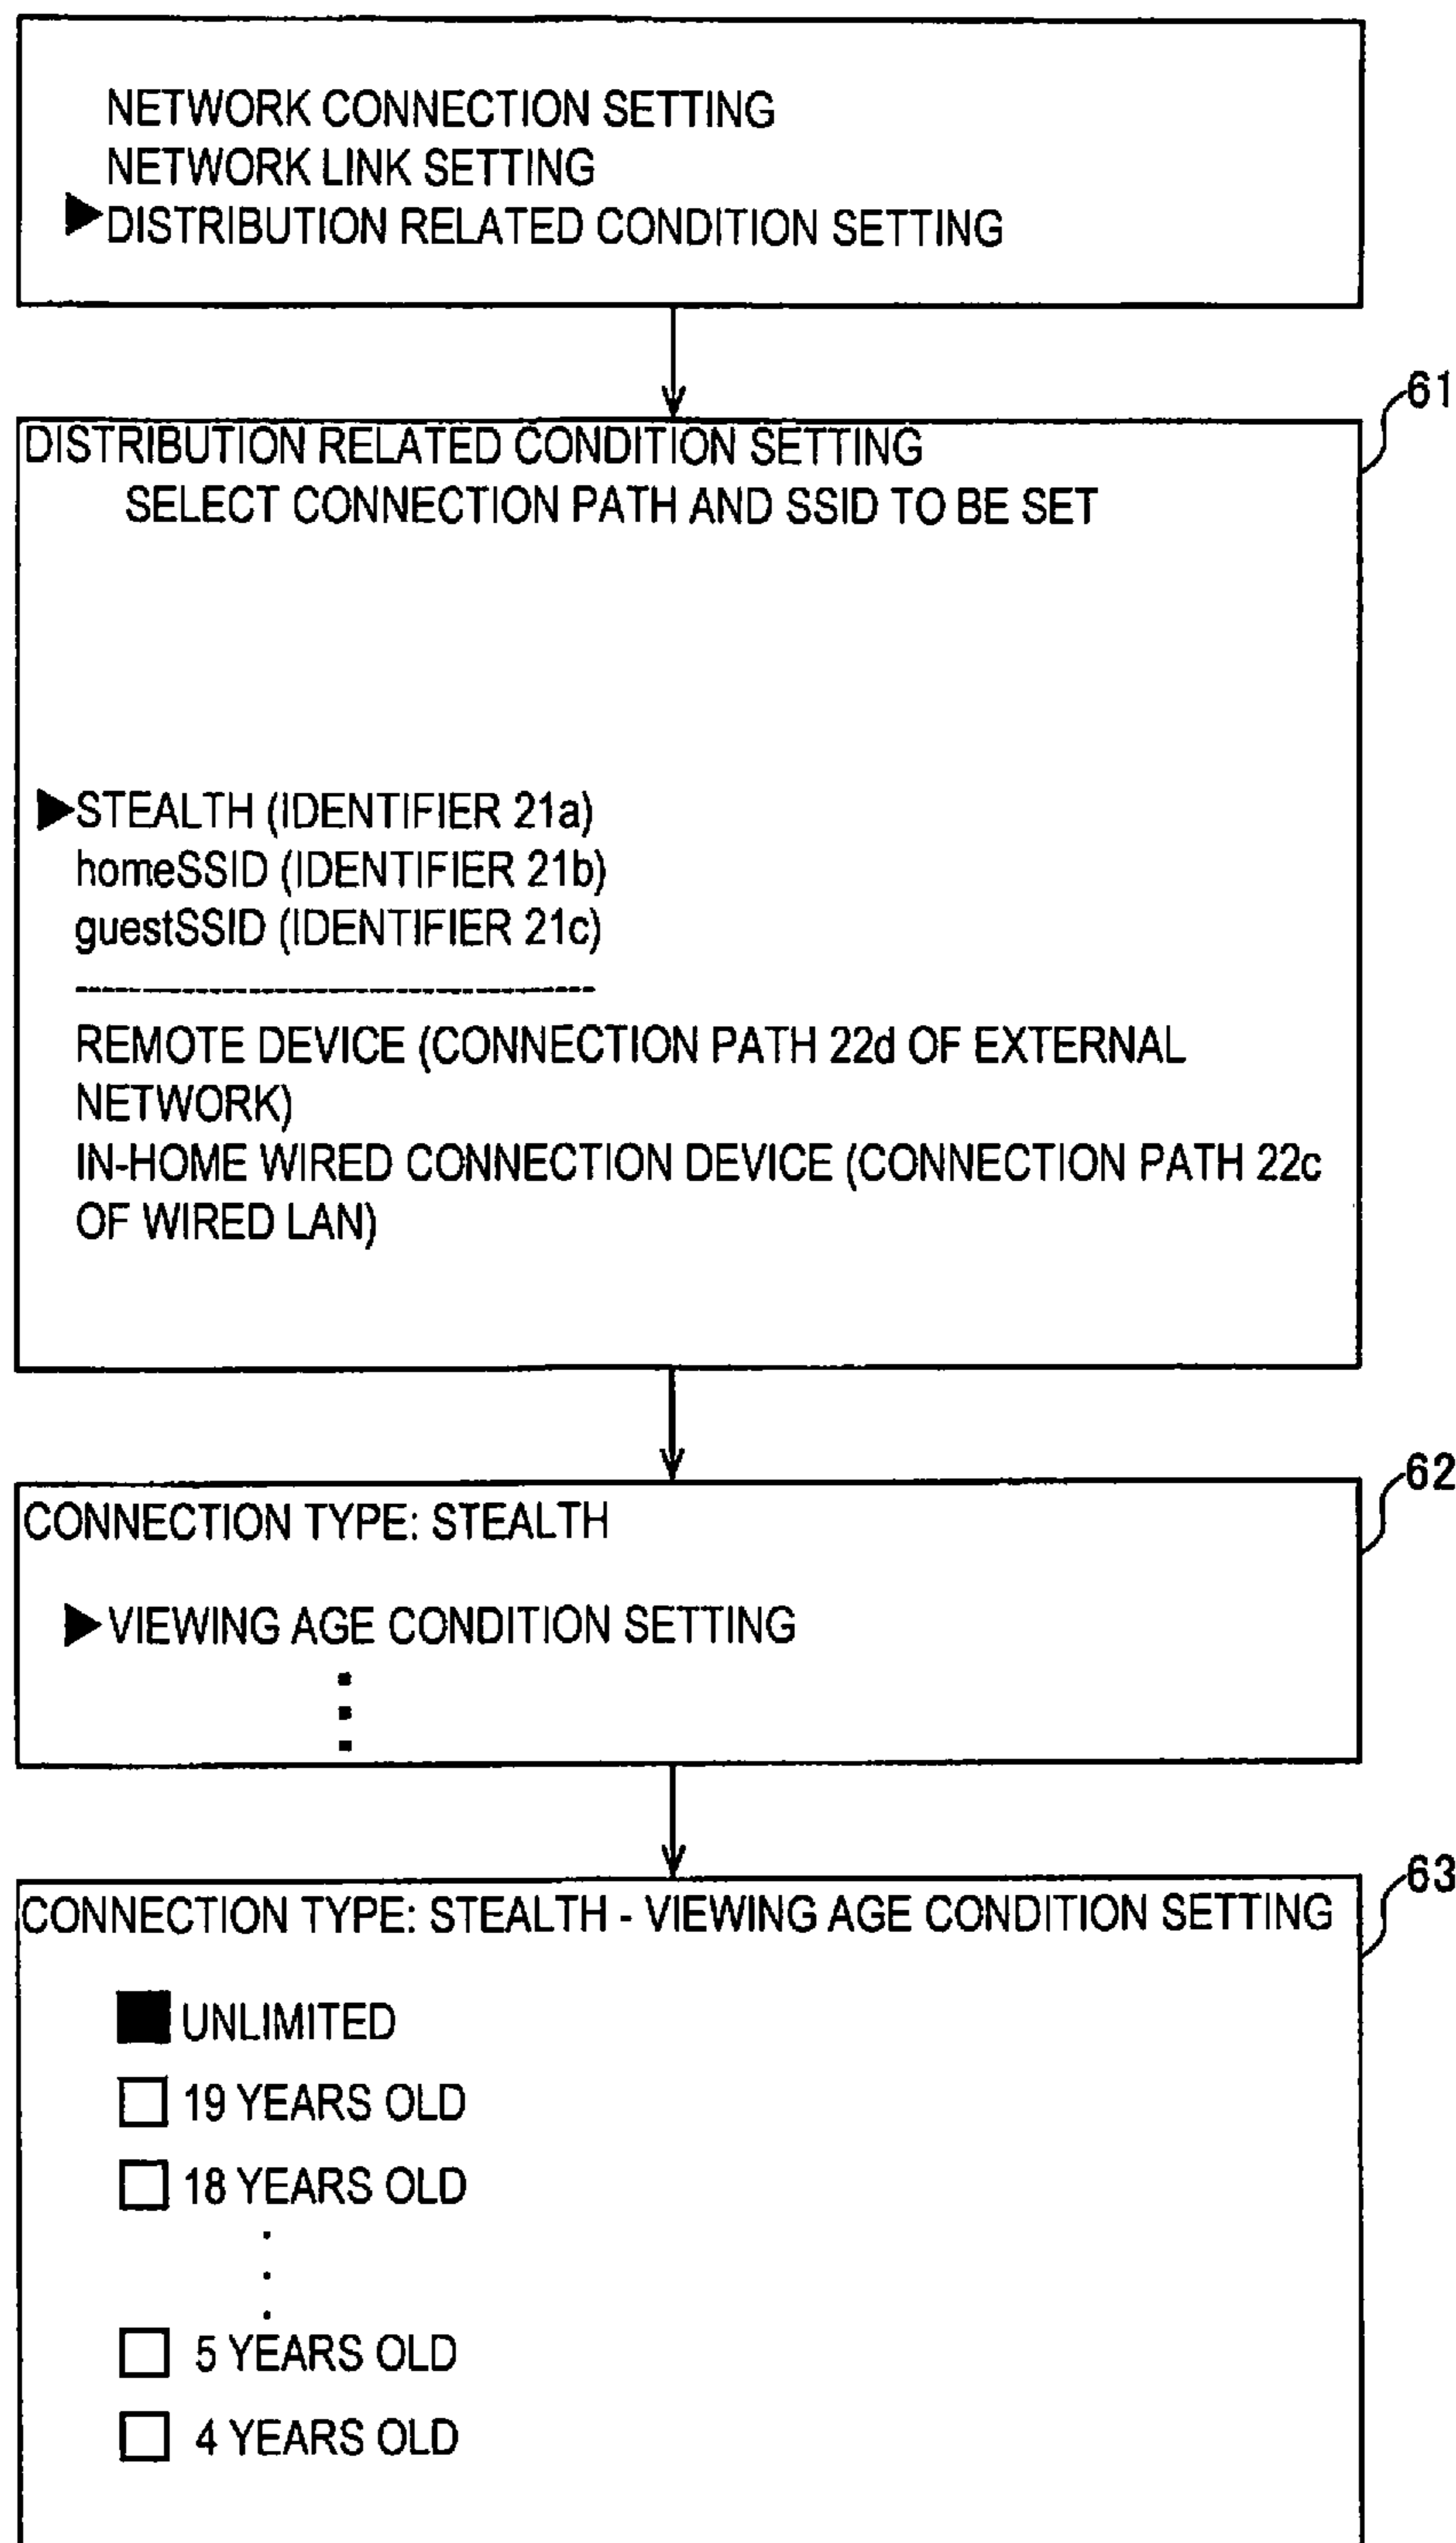 NETWORK CONNECTION SETTING
NETWORK LINK SETTING
▶DISTRIBUTION RELATED CONDITION SETTING
61
DISTRIBUTION RELATED CONDITION SETTING
SELECT CONNECTION PATH AND SSID TO BE SET
▶STEALTH (IDENTIFIER 21a)
homeSSID (IDENTIFIER 21b)
guestSSID (IDENTIFIER 21c)
REMOTE DEVICE (CONNECTION PATH 22d OF EXTERNAL
NETWORK)
IN-HOME WIRED CONNECTION DEVICE (CONNECTION PATH 22c
OF WIRED LAN)
62
CONNECTION TYPE: STEALTH
▶VIEWING AGE CONDITION SETTING
63
CONNECTION TYPE: STEALTH - VIEWING AGE CONDITION SETTING
■ UNLIMITED
□ 19 YEARS OLD
□ 18 YEARS OLD
□ 5 YEARS OLD
□ 4 YEARS OLD